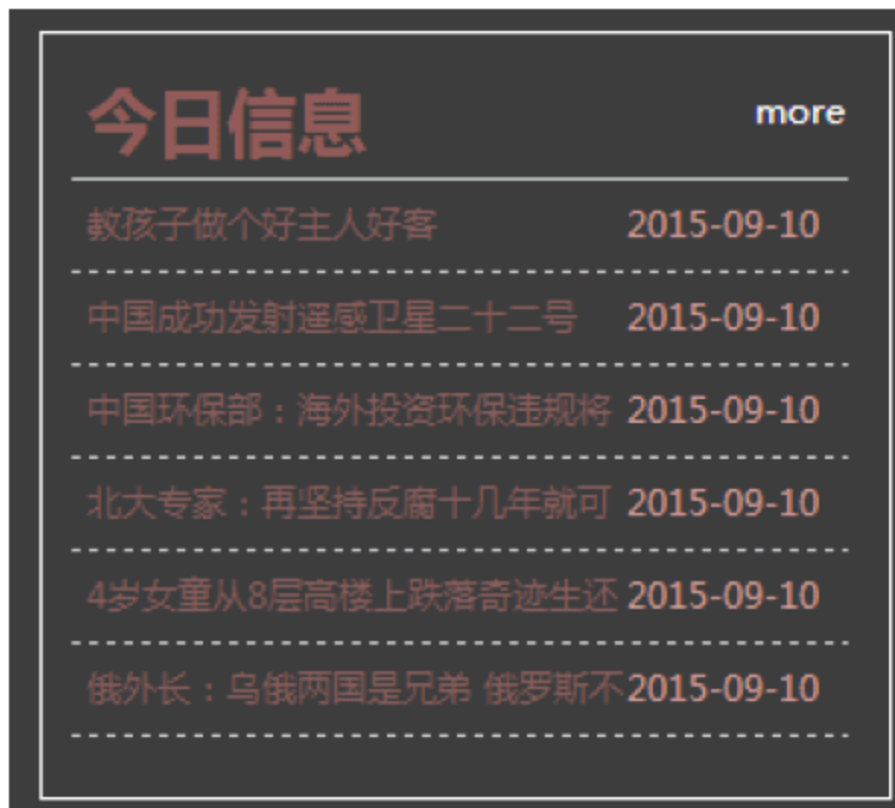 今日信息 more
教孩子做个好主人好客 2015-09-10
中国成功发射遥感卫星二十二号 2015-09-10
中国环保部：海外投资环保违规将 2015-09-10
北大专家：再坚持反腐十几年就可 2015-09-10
4岁女童从8层高楼上跌落奇迹生还 2015-09-10
俄外长：乌俄两国是兄弟 俄罗斯不 2015-09-10